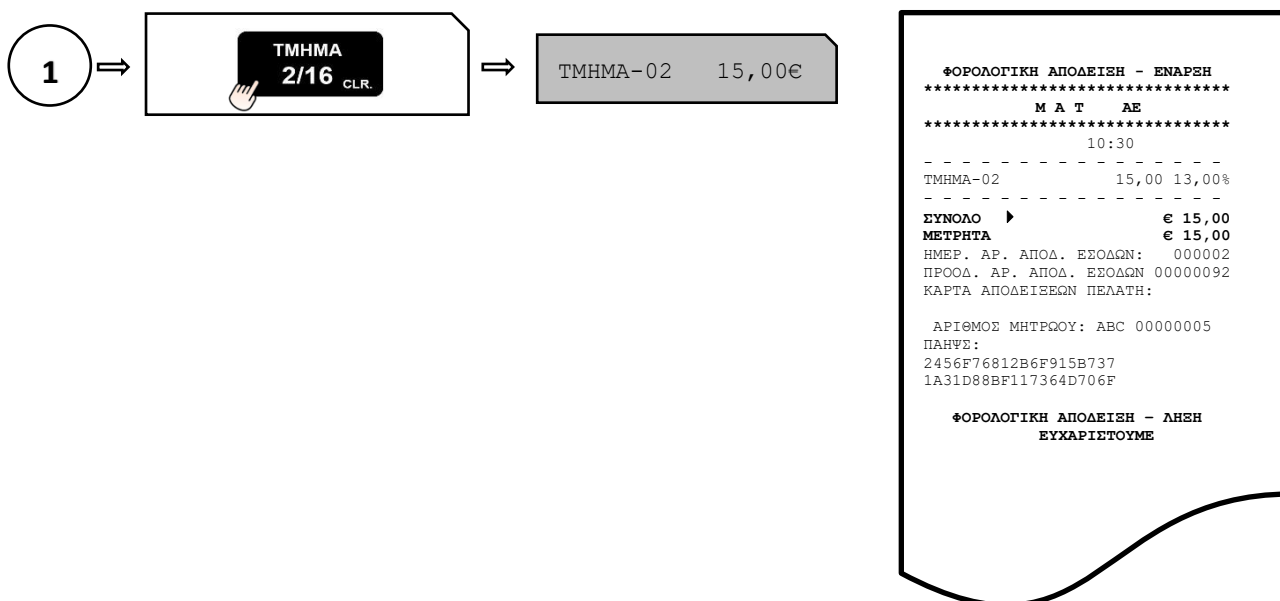 1
ΤΜΗΜΑ
2/16 CLR.
ΤΜΗΜΑ-02 15,00€
ΦΟΡΟΛΟΓΙΚΗ ΑΠΟΔΕΙΞΗ - ΕΝΑΡΞΗ
********************************
Μ Α Τ ΑΕ
********************************
10:30
- - - - - - - - - - - - - - - -
ΤΜΗΜΑ-02 15,00 13,00%
- - - - - - - - - - - - - - - -
ΣΥΝΟΛΟ € 15,00
ΜΕΤΡΗΤΑ € 15,00
ΗΜΕΡ. ΑΡ. ΑΠΟΔ. ΕΣΟΔΩΝ: 000002
ΠΡΟΟΔ. ΑΡ. ΑΠΟΔ. ΕΣΟΔΩΝ 00000092
ΚΑΡΤΑ ΑΠΟΔΕΙΞΕΩΝ ΠΕΛΑΤΗ:
ΑΡΙΘΜΟΣ ΜΗΤΡΩΟΥ: ABC 00000005
ΠΑΗΨΣ:
2456F76812B6F915B737
1A31D88BF117364D706F
ΦΟΡΟΛΟΓΙΚΗ ΑΠΟΔΕΙΞΗ – ΛΗΞΗ
ΕΥΧΑΡΙΣΤΟΥΜΕ